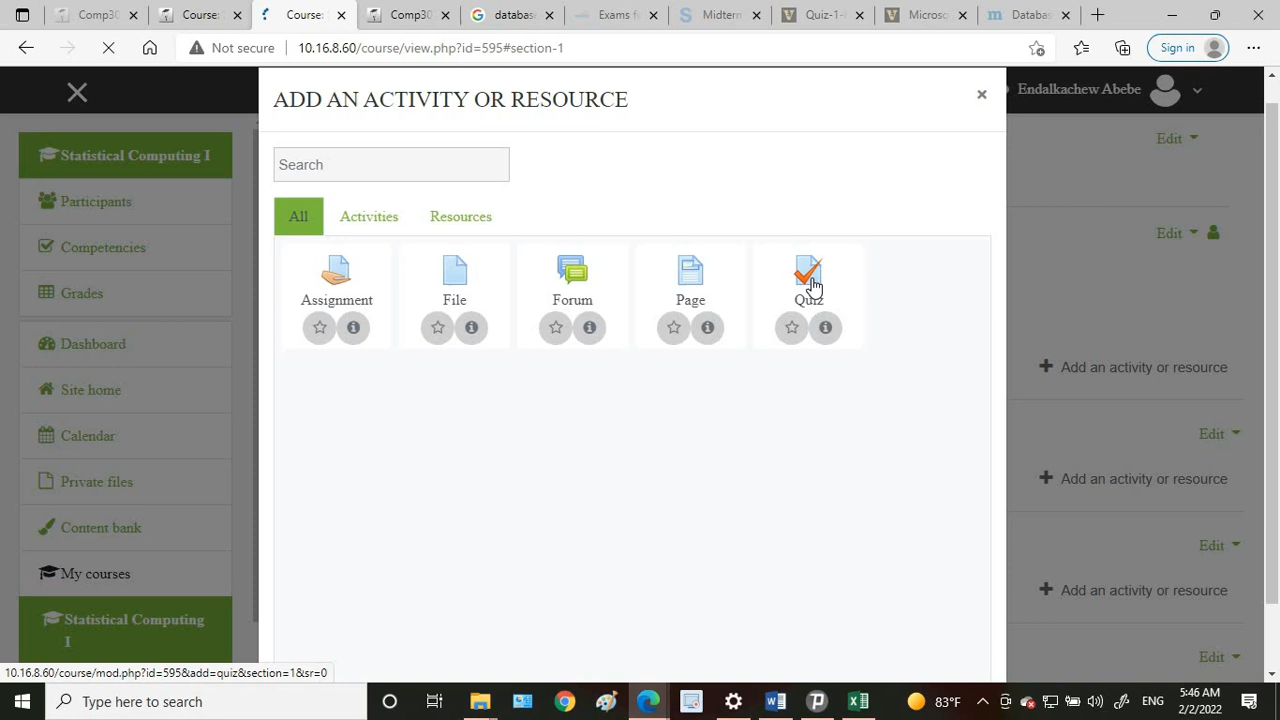 Comp30
Course:
Course:
Comp30
database
Exams fo
Midterm
Quiz-1-
Microso
Databas
Not secure
10.16.8.60/course/view.php?id=595#section-1
Sign in
ADD AN ACTIVITY OR RESOURCE
Endalkachew Abebe
Search
All
Activities
Resources
Assignment
File
Forum
Page
Quiz
Statistical Computing I
Participants
Competencies
Grades
Dashboard
Site home
Calendar
Private files
Content bank
My courses
Statistical Computing
I
Edit
Edit
Add an activity or resource
Edit
Add an activity or resource
Edit
Add an activity or resource
Edit
10.16.8.60/course/mod.php?id=595&add=quiz&section=1&sr=0
Type here to search
83°F
ENG
5:46 AM
2/2/2022